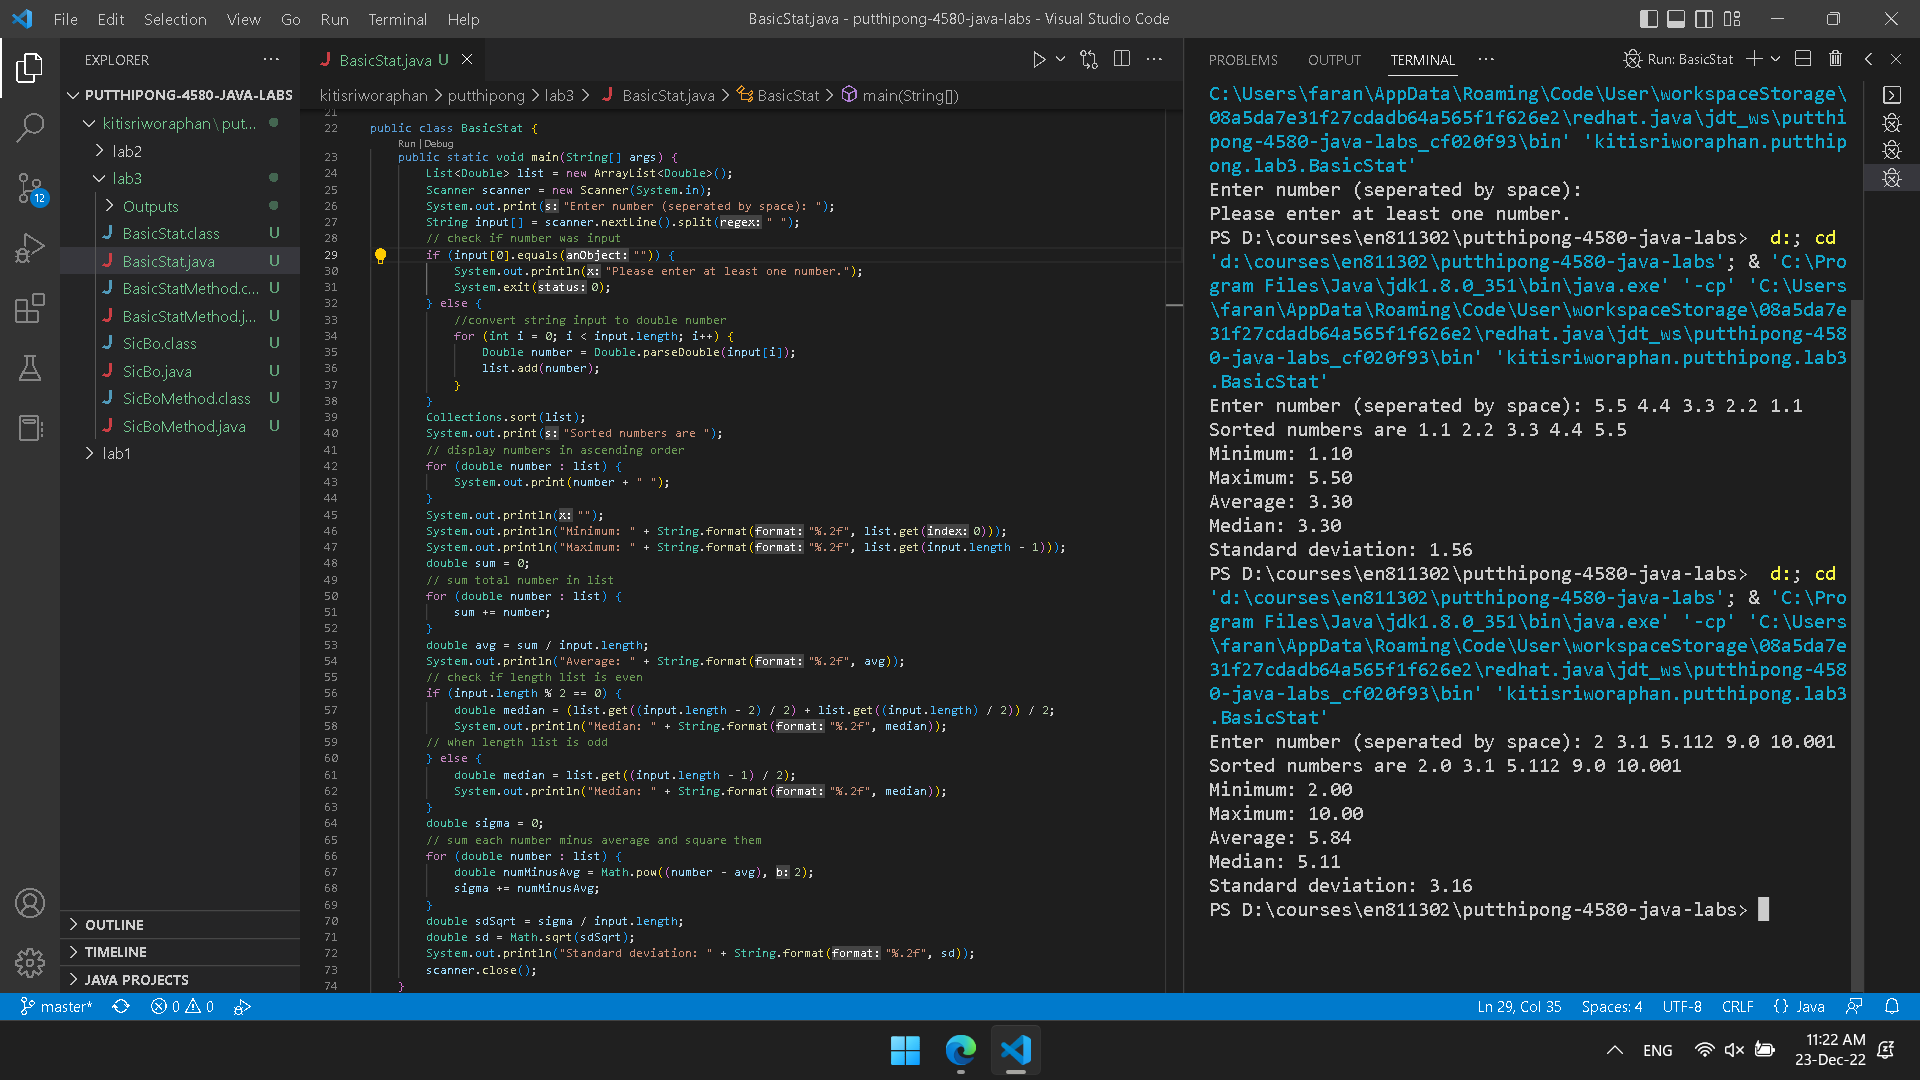 File Edit Selection View Go Run Terminal Help
BasicStat.java - putthipong-4580-java-labs - Visual Studio Code
EXPLORER
PUTTHIPONG-4580-JAVA-LABS
kitisriworaphan\put...
lab2
lab3
Outputs
BasicStat.class U
BasicStat.java U
BasicStatMethod.c... U
BasicStatMethod.j... U
SicBo.class U
SicBo.java U
SicBoMethod.class U
SicBoMethod.java U
lab1
12
OUTLINE
TIMELINE
JAVA PROJECTS
BasicStat.java U
kitisriworaphan > putthipong > lab3 > BasicStat.java > BasicStat > main(String[])
21
22 public class BasicStat {
Run | Debug
23 public static void main(String[] args) {
24 List<Double> list = new ArrayList<Double>();
25 Scanner scanner = new Scanner(System.in);
26 System.out.print(s: "Enter number (seperated by space): ");
27 String input[] = scanner.nextLine().split(regex: " ");
28 // check if number was input
29 if (input[0].equals(anObject: "")) {
30 System.out.println(x: "Please enter at least one number.");
31 System.exit(status: 0);
32 } else {
33 //convert string input to double number
34 for (int i = 0; i < input.length; i++) {
35 Double number = Double.parseDouble(input[i]);
36 list.add(number);
37 }
38 }
39 Collections.sort(list);
40 System.out.print(s: "Sorted numbers are ");
41 // display numbers in ascending order
42 for (double number : list) {
43 System.out.print(number + " ");
44 }
45 System.out.println(x: "");
46 System.out.println("Minimum: " + String.format(format: "%.2f", list.get(index: 0)));
47 System.out.println("Maximum: " + String.format(format: "%.2f", list.get(input.length - 1)));
48 double sum = 0;
49 // sum total number in list
50 for (double number : list) {
51 sum += number;
52 }
53 double avg = sum / input.length;
54 System.out.println("Average: " + String.format(format: "%.2f", avg));
55 // check if length list is even
56 if (input.length % 2 == 0) {
57 double median = (list.get((input.length - 2) / 2) + list.get((input.length) / 2)) / 2;
58 System.out.println("Median: " + String.format(format: "%.2f", median));
59 // when length list is odd
60 } else {
61 double median = list.get((input.length - 1) / 2);
62 System.out.println("Median: " + String.format(format: "%.2f", median));
63 }
64 double sigma = 0;
65 // sum each number minus average and square them
66 for (double number : list) {
67 double numMinusAvg = Math.pow((number - avg), b: 2);
68 sigma += numMinusAvg;
69 }
70 double sdSqrt = sigma / input.length;
71 double sd = Math.sqrt(sdSqrt);
72 System.out.println("Standard deviation: " + String.format(format: "%.2f", sd));
73 scanner.close();
74 }
PROBLEMS OUTPUT TERMINAL
Run: BasicStat
C:\Users\faran\AppData\Roaming\Code\User\workspaceStorage\
08a5da7e31f27cdadb64a565f1f626e2\redhat.java\jdt_ws\putthi
pong-4580-java-labs_cf020f93\bin' 'kitisriworaphan.putthip
ong.lab3.BasicStat'
Enter number (seperated by space):
Please enter at least one number.
PS D:\courses\en811302\putthipong-4580-java-labs> d:; cd
'd:\courses\en811302\putthipong-4580-java-labs'; & 'C:\Pro
gram Files\Java\jdk1.8.0_351\bin\java.exe' '-cp' 'C:\Users
\faran\AppData\Roaming\Code\User\workspaceStorage\08a5da7e
31f27cdadb64a565f1f626e2\redhat.java\jdt_ws\putthipong-458
0-java-labs_cf020f93\bin' 'kitisriworaphan.putthipong.lab3
.BasicStat'
Enter number (seperated by space): 5.5 4.4 3.3 2.2 1.1
Sorted numbers are 1.1 2.2 3.3 4.4 5.5
Minimum: 1.10
Maximum: 5.50
Average: 3.30
Median: 3.30
Standard deviation: 1.56
PS D:\courses\en811302\putthipong-4580-java-labs> d:; cd
'd:\courses\en811302\putthipong-4580-java-labs'; & 'C:\Pro
gram Files\Java\jdk1.8.0_351\bin\java.exe' '-cp' 'C:\Users
\faran\AppData\Roaming\Code\User\workspaceStorage\08a5da7e
31f27cdadb64a565f1f626e2\redhat.java\jdt_ws\putthipong-458
0-java-labs_cf020f93\bin' 'kitisriworaphan.putthipong.lab3
.BasicStat'
Enter number (seperated by space): 2 3.1 5.112 9.0 10.001
Sorted numbers are 2.0 3.1 5.112 9.0 10.001
Minimum: 2.00
Maximum: 10.00
Average: 5.84
Median: 5.11
Standard deviation: 3.16
PS D:\courses\en811302\putthipong-4580-java-labs>
master* 0 0
Ln 29, Col 35 Spaces: 4 UTF-8 CRLF {} Java
ENG
11:22 AM
23-Dec-22